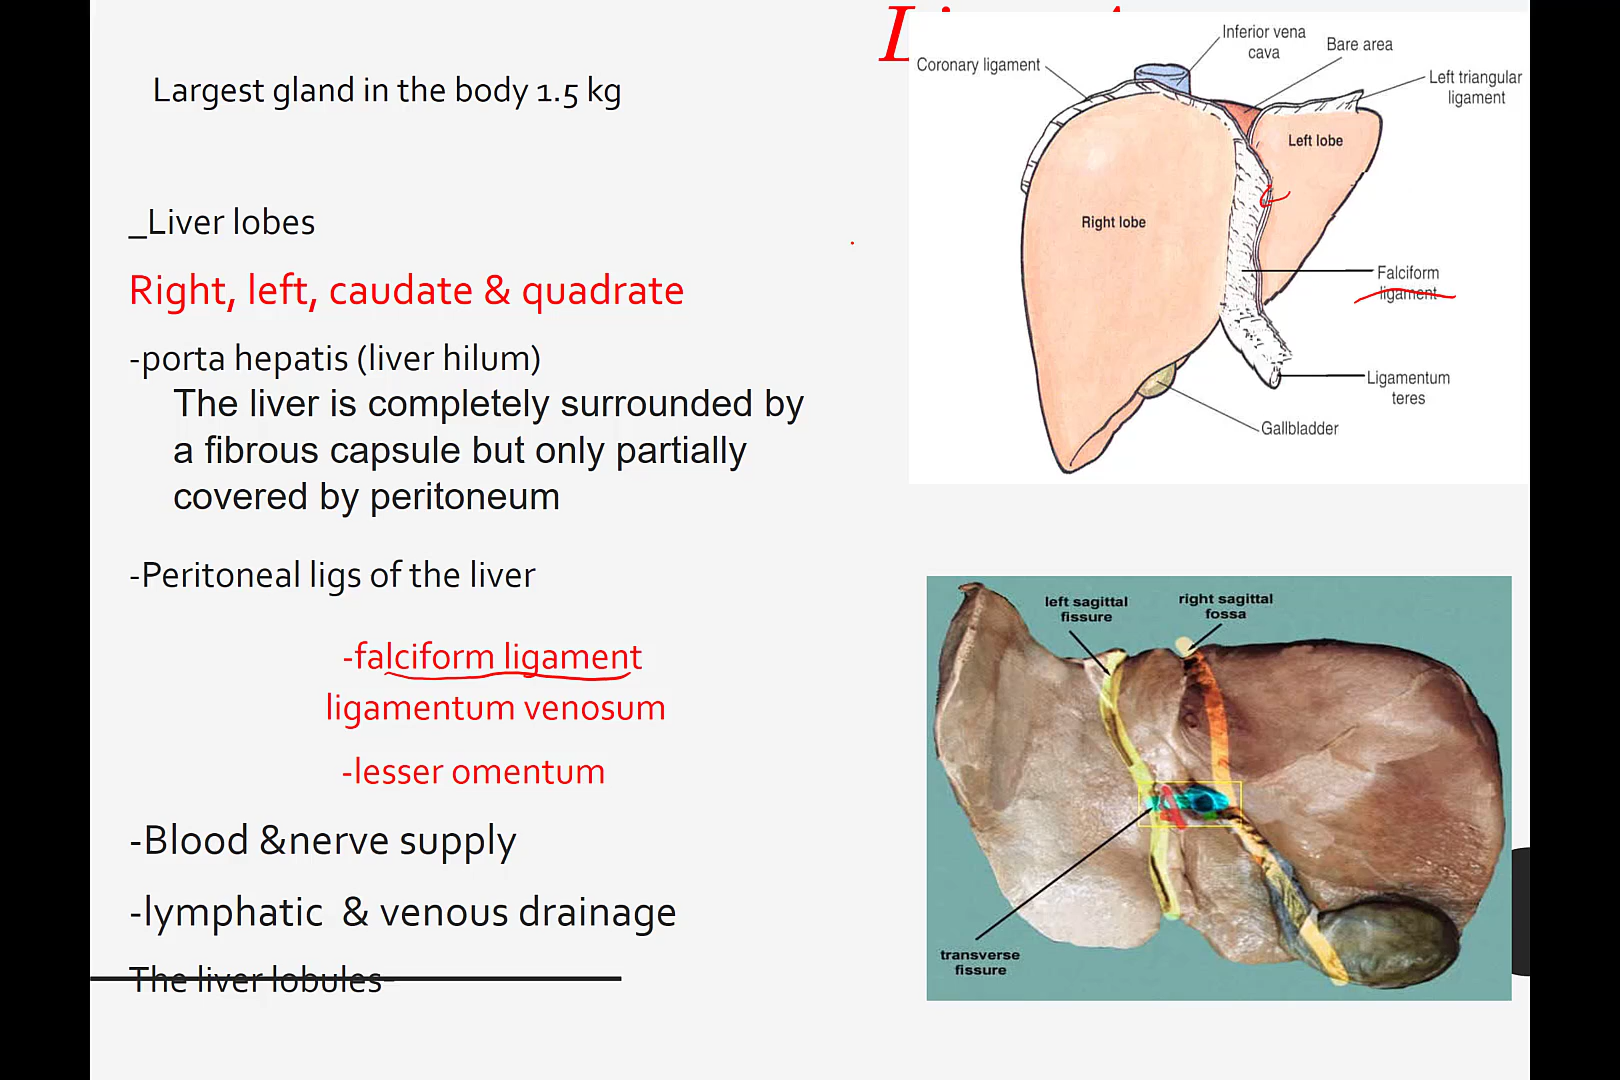 Largest gland in the body 1.5 kg
_Liver lobes
Right, left, caudate & quadrate
-porta hepatis (liver hilum)
The liver is completely surrounded by
a fibrous capsule but only partially
covered by peritoneum
-Peritoneal ligs of the liver
-falciform ligament
ligamentum venosum
-lesser omentum
-Blood &nerve supply
-lymphatic & venous drainage
The liver lobules-
Inferior vena
cava
Bare area
Coronary ligament
Left triangular
ligament
Left lobe
Right lobe
Falciform
ligament
Ligamentum
teres
Gallbladder
left sagittal
fissure
right sagittal
fossa
transverse
fissure